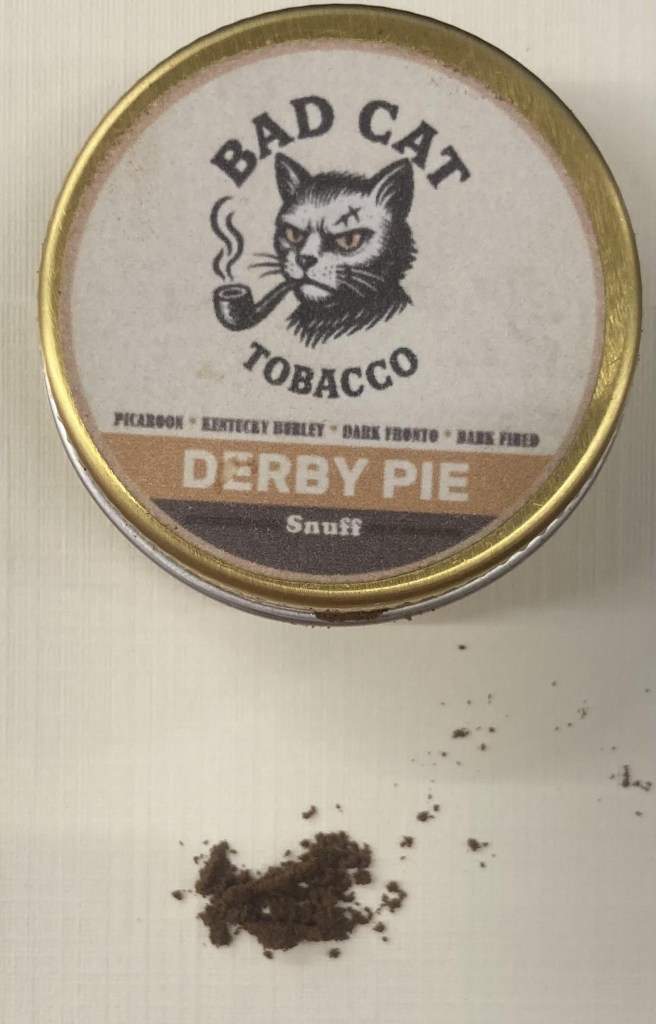 BAD CAT
TOBACCO
PICAROON * KENTUCKY BURLEY * DARK FRONTO * DARK FIRED
DERBY PIE
Snuff